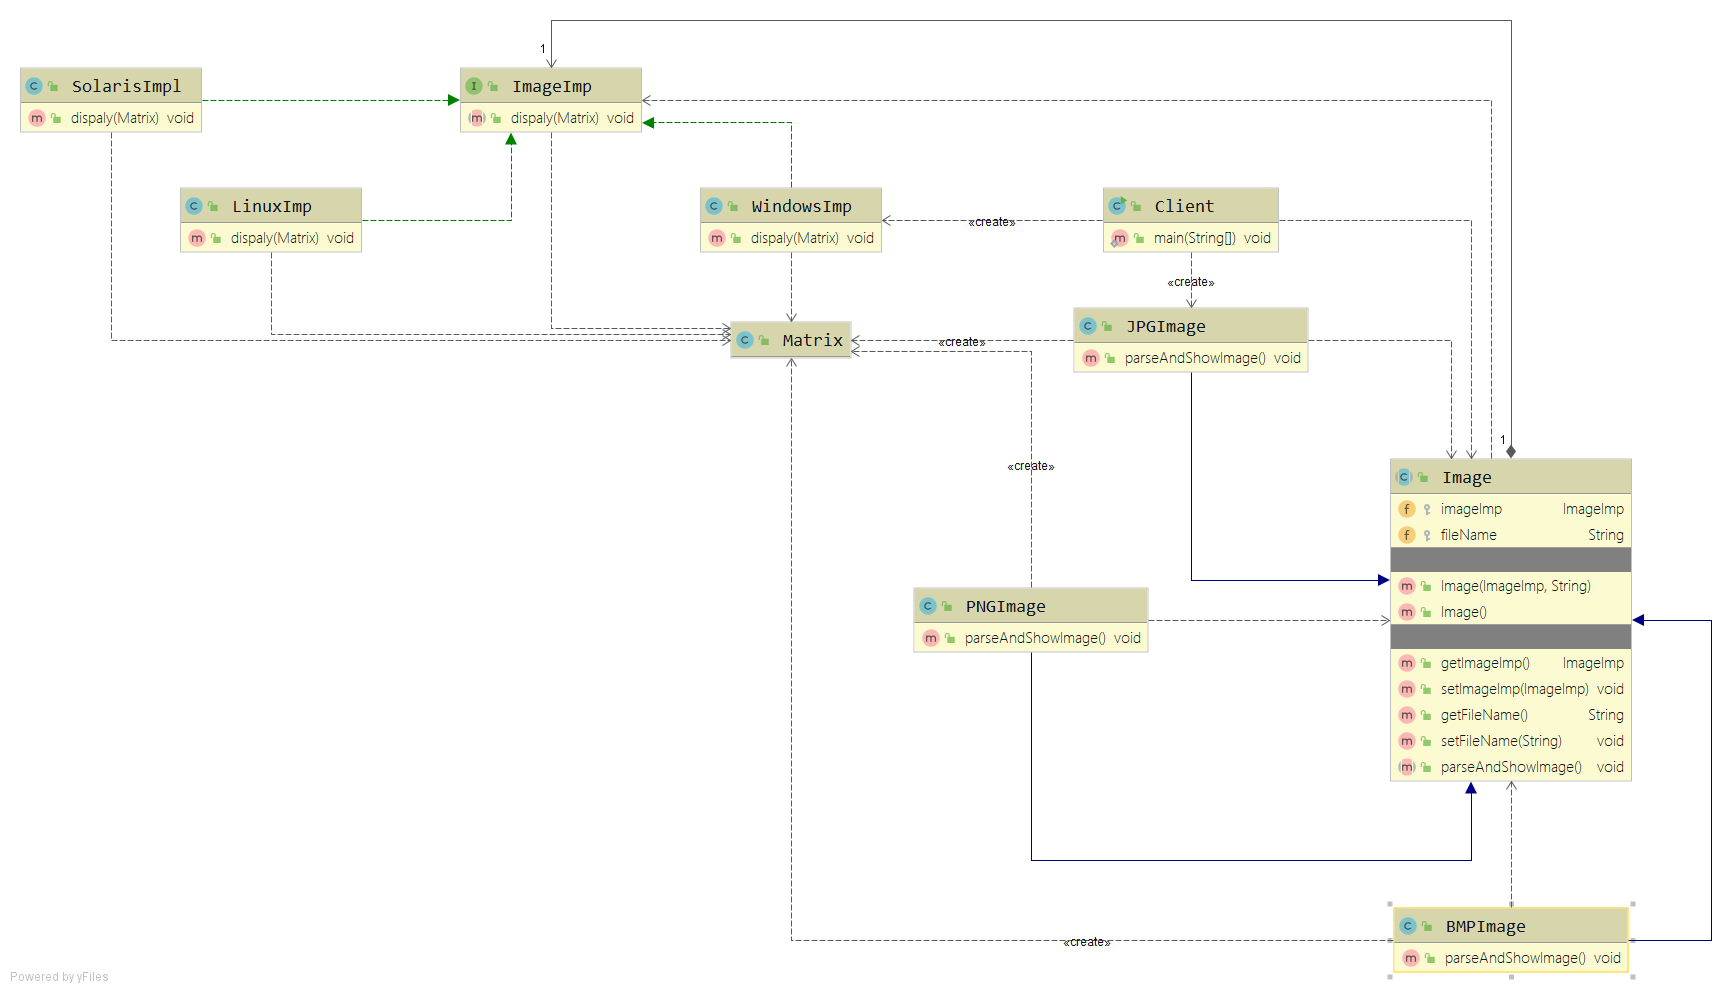 1
SolarisImpl
dispaly(Matrix) void
ImageImp
dispaly(Matrix) void
LinuxImp
dispaly(Matrix) void
WindowsImp
dispaly(Matrix) void
«create»
Client
main(String[]) void
«create»
Matrix
«create»
JPGImage
parseAndShowImage() void
1
«create»
Image
imageImp ImageImp
fileName String
Image(ImageImp, String)
Image()
getImageImp() ImageImp
setImageImp(ImageImp) void
getFileName() String
setFileName(String) void
parseAndShowImage() void
PNGImage
parseAndShowImage() void
«create»
BMPImage
parseAndShowImage() void
Powered by yFiles